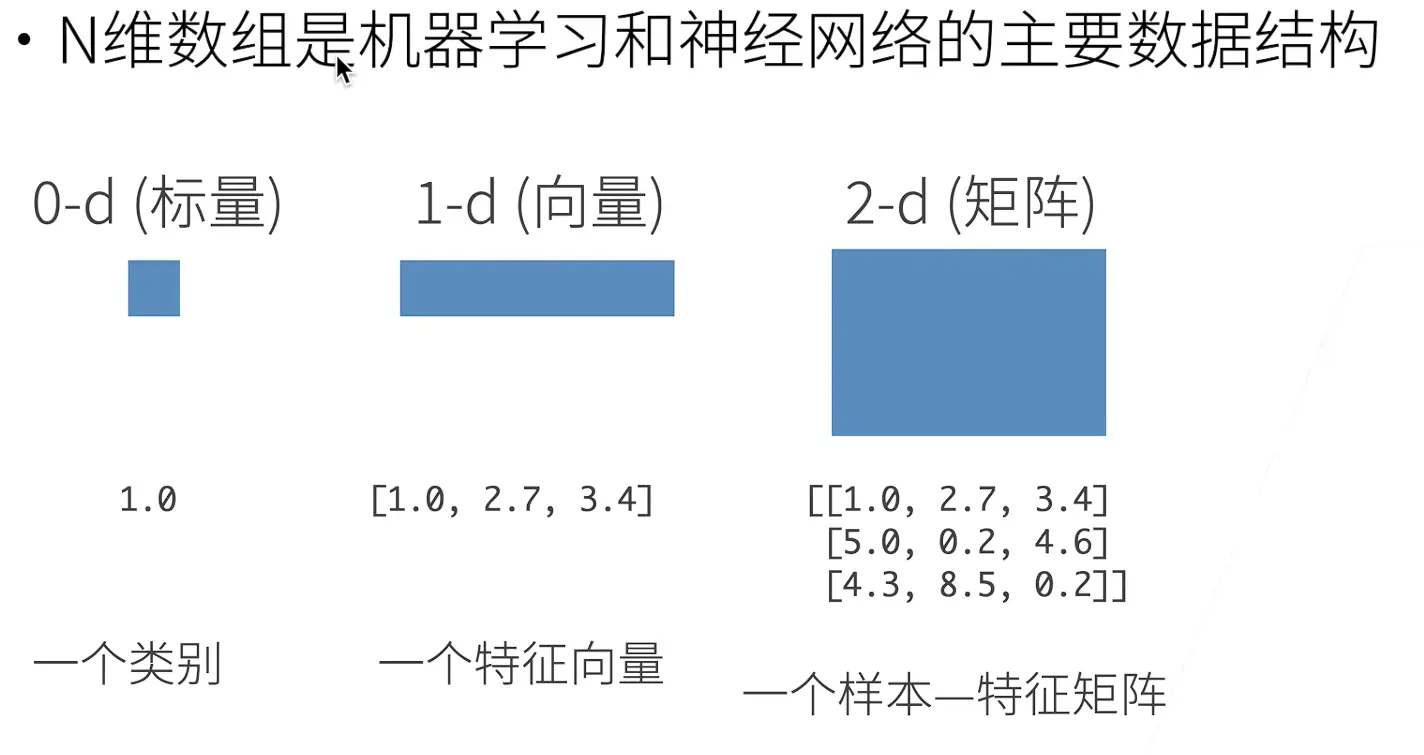 • N维数组是机器学习和神经网络的主要数据结构
0-d (标量)
1-d (向量)
2-d (矩阵)
1.0
[1.0, 2.7, 3.4]
[[1.0, 2.7, 3.4]
[5.0, 0.2, 4.6]
[4.3, 8.5, 0.2]]
一个类别
一个特征向量
一个样本—特征矩阵